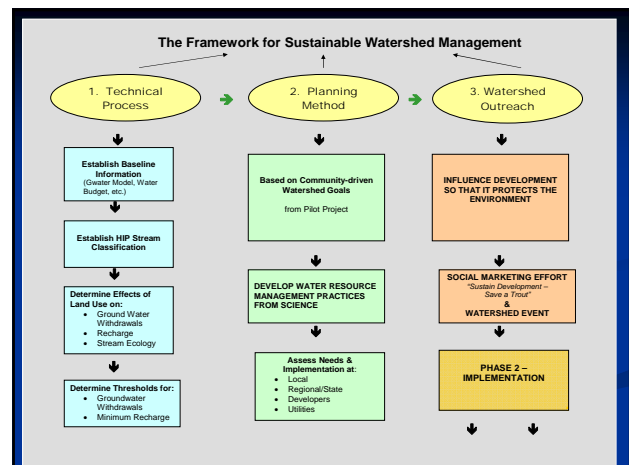 The Framework for Sustainable Watershed Management
1. Technical
Process
2. Planning
Method
3. Watershed
Outreach
Establish Baseline
Information
(Gwater Model, Water
Budget, etc.)
Establish HIP Stream
Classification
Determine Effects of
Land Use on:
• Ground Water
Withdrawals
• Recharge
• Stream Ecology
Determine Thresholds for:
• Groundwater
Withdrawals
• Minimum Recharge
Based on Community-driven
Watershed Goals
from Pilot Project
DEVELOP WATER RESOURCE
MANAGEMENT PRACTICES
FROM SCIENCE
Assess Needs &
Implementation at:
• Local
• Regional/State
• Developers
• Utilities
INFLUENCE DEVELOPMENT
SO THAT IT PROTECTS THE
ENVIRONMENT
SOCIAL MARKETING EFFORT
"Sustain Development –
Save a Trout"
&
WATERSHED EVENT
PHASE 2 –
IMPLEMENTATION